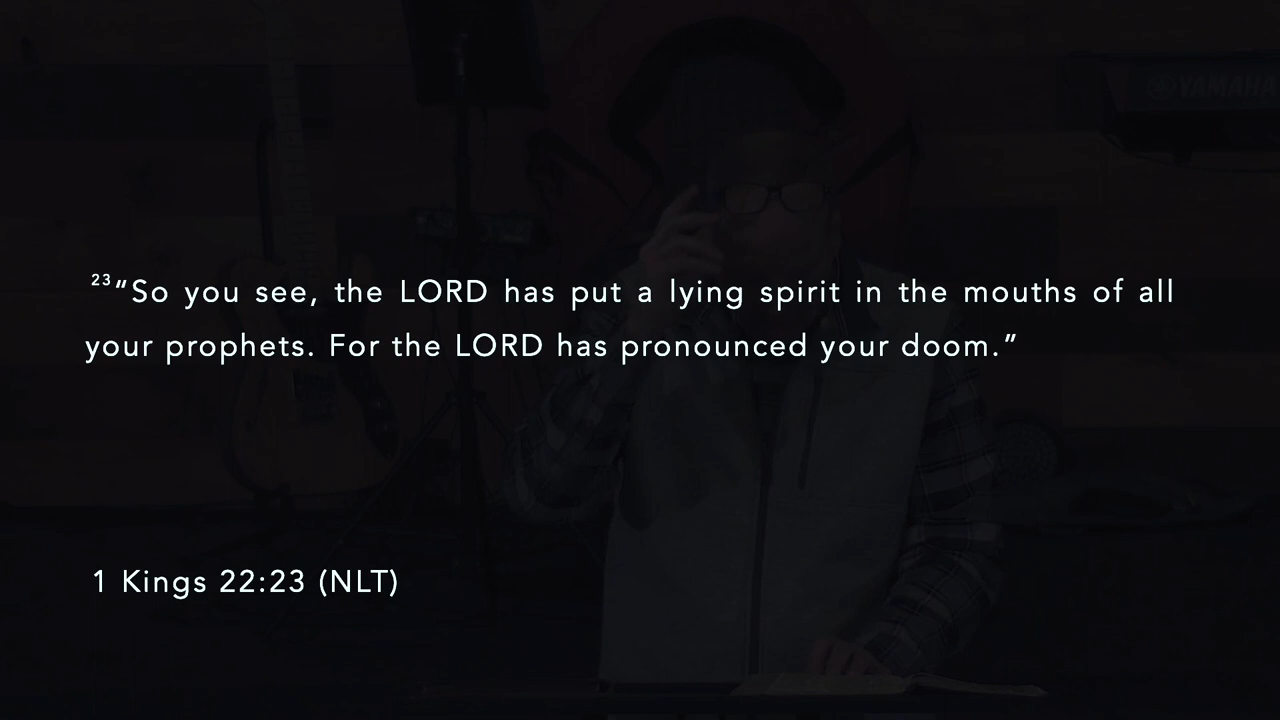 23"So you see, the LORD has put a lying spirit in the mouths of all
your prophets. For the LORD has pronounced your doom."
1 Kings 22:23 (NLT)
YAMAHA